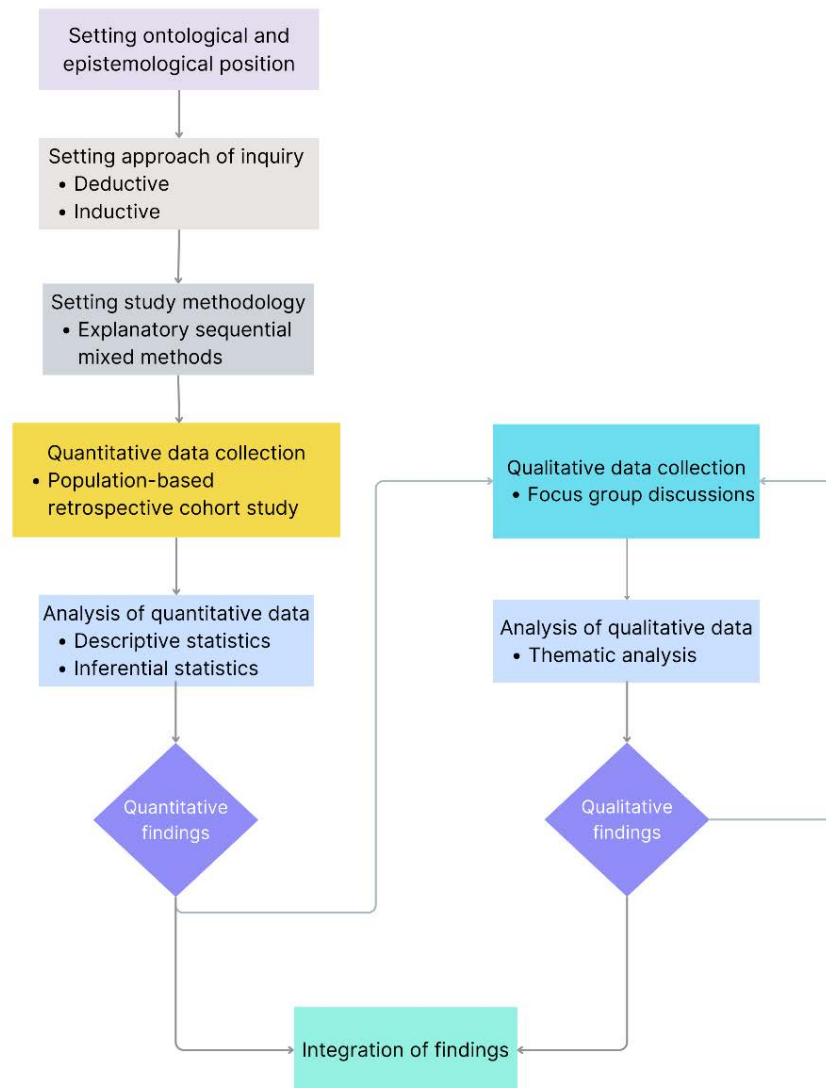 Setting ontological and
epistemological position
Setting approach of inquiry
• Deductive
• Inductive
Setting study methodology
• Explanatory sequential
mixed methods
Quantitative data collection
• Population-based
retrospective cohort study
Analysis of quantitative data
• Descriptive statistics
• Inferential statistics
Quantitative
findings
Qualitative data collection
• Focus group discussions
Analysis of qualitative data
• Thematic analysis
Qualitative
findings
Integration of findings